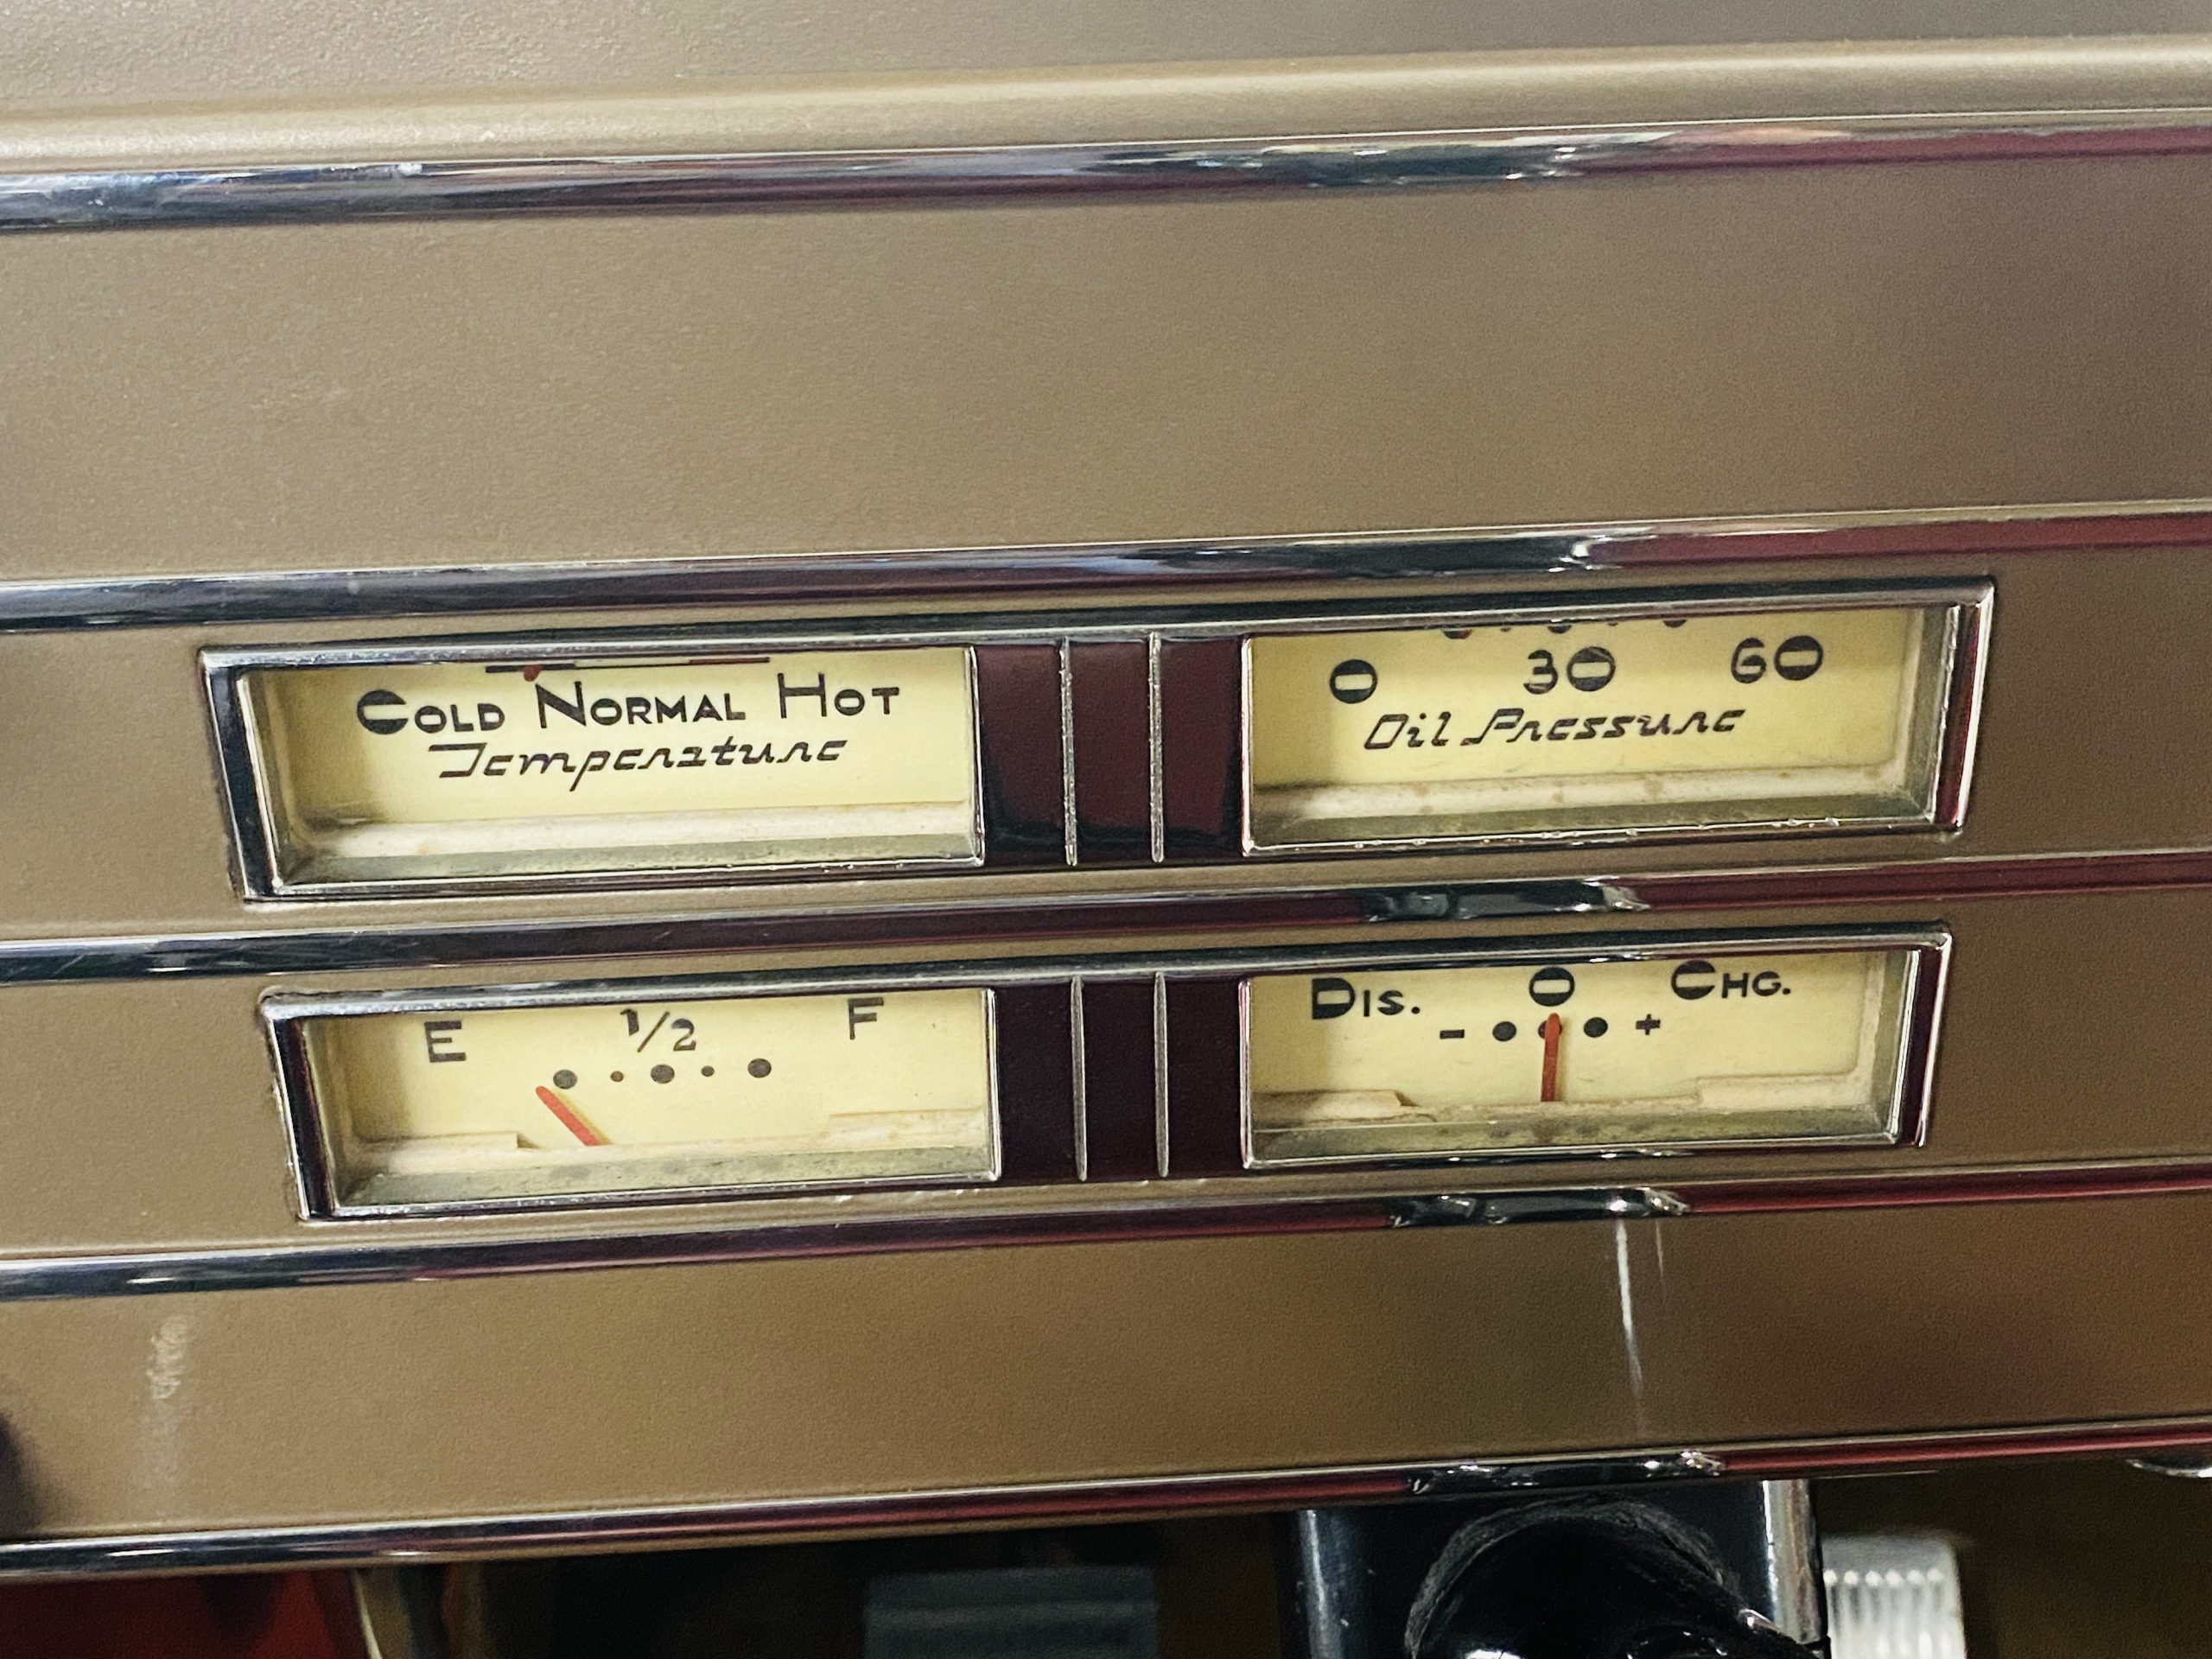 Cold Normal Hot
Temperature
0 30 60
Oil Pressure
E 1/2 F
Dis. 0 Chg.
- +